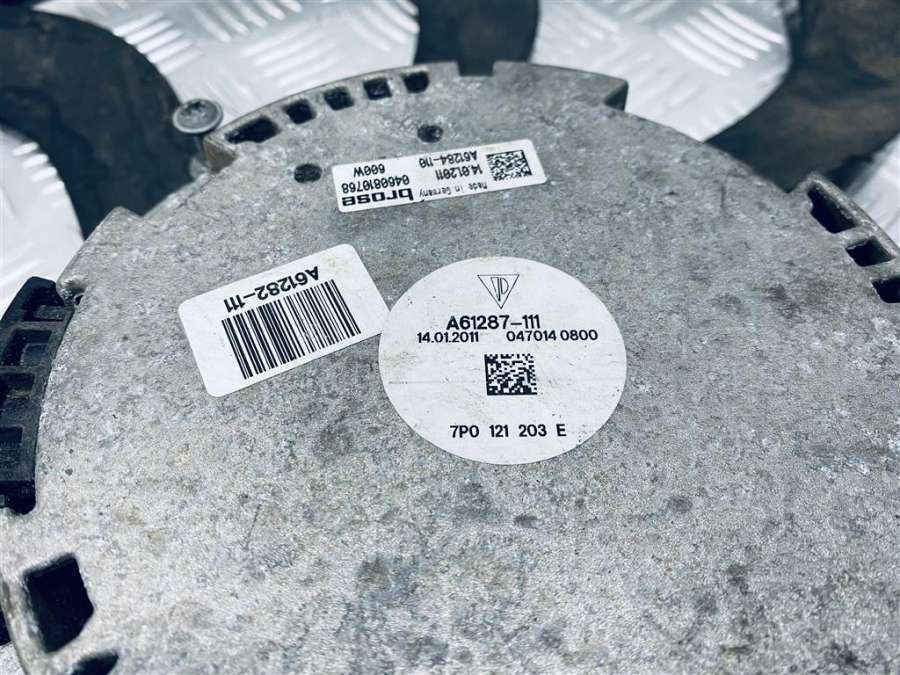 brose 0460810768 600W
Made in Germany 14.01.2011 A61284-110
A61282-111
A61287-111
14.01.2011 047014 0800
7P0 121 203 E